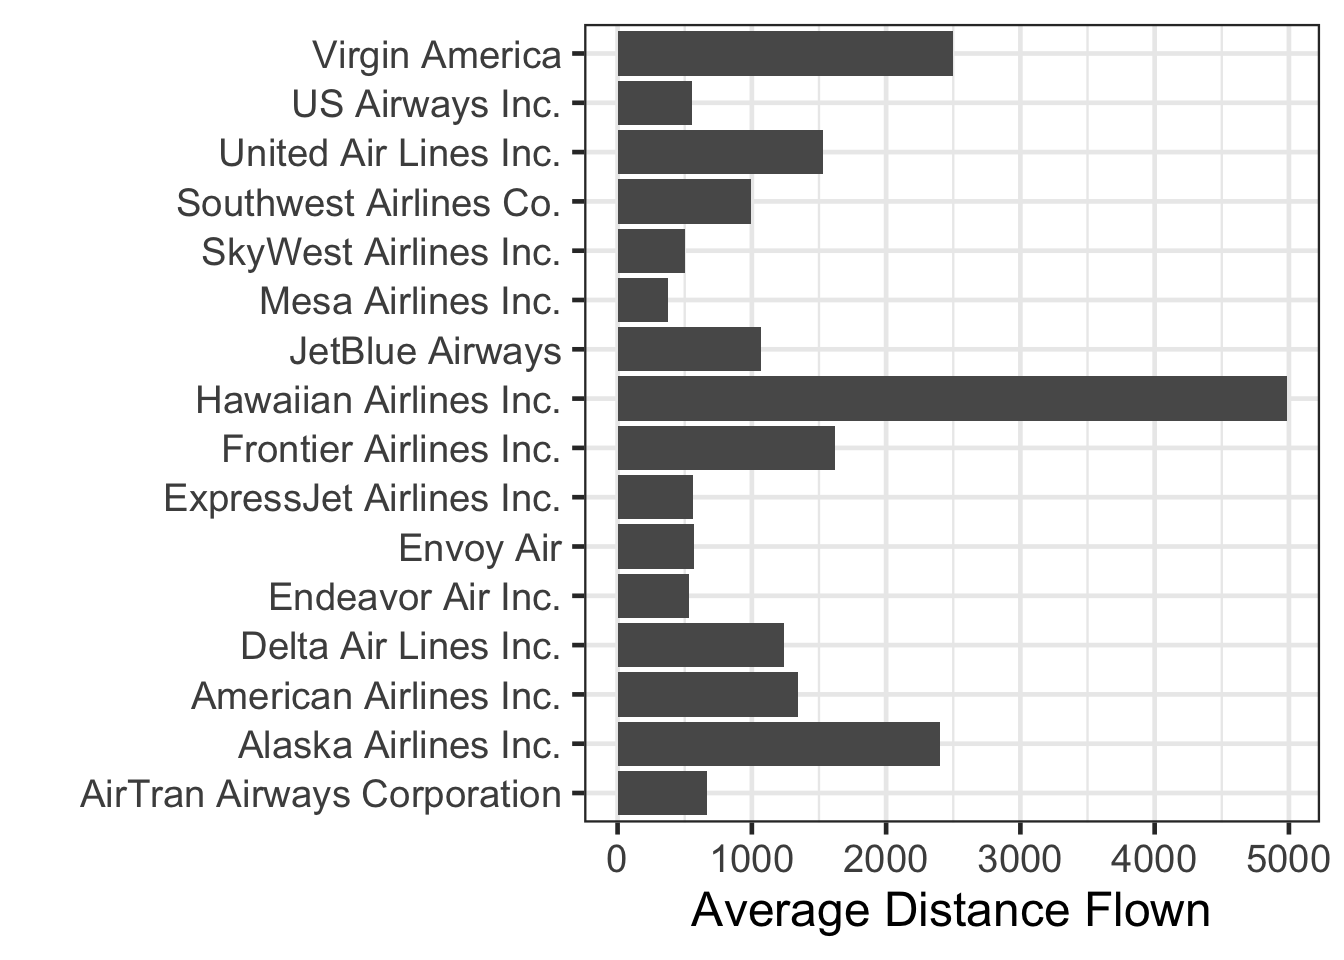 Virgin America
US Airways Inc.
United Air Lines Inc.
Southwest Airlines Co.
SkyWest Airlines Inc.
Mesa Airlines Inc.
JetBlue Airways
Hawaiian Airlines Inc.
Frontier Airlines Inc.
ExpressJet Airlines Inc.
Envoy Air
Endeavor Air Inc.
Delta Air Lines Inc.
American Airlines Inc.
Alaska Airlines Inc.
AirTran Airways Corporation
0 1000 2000 3000 4000 5000
Average Distance Flown